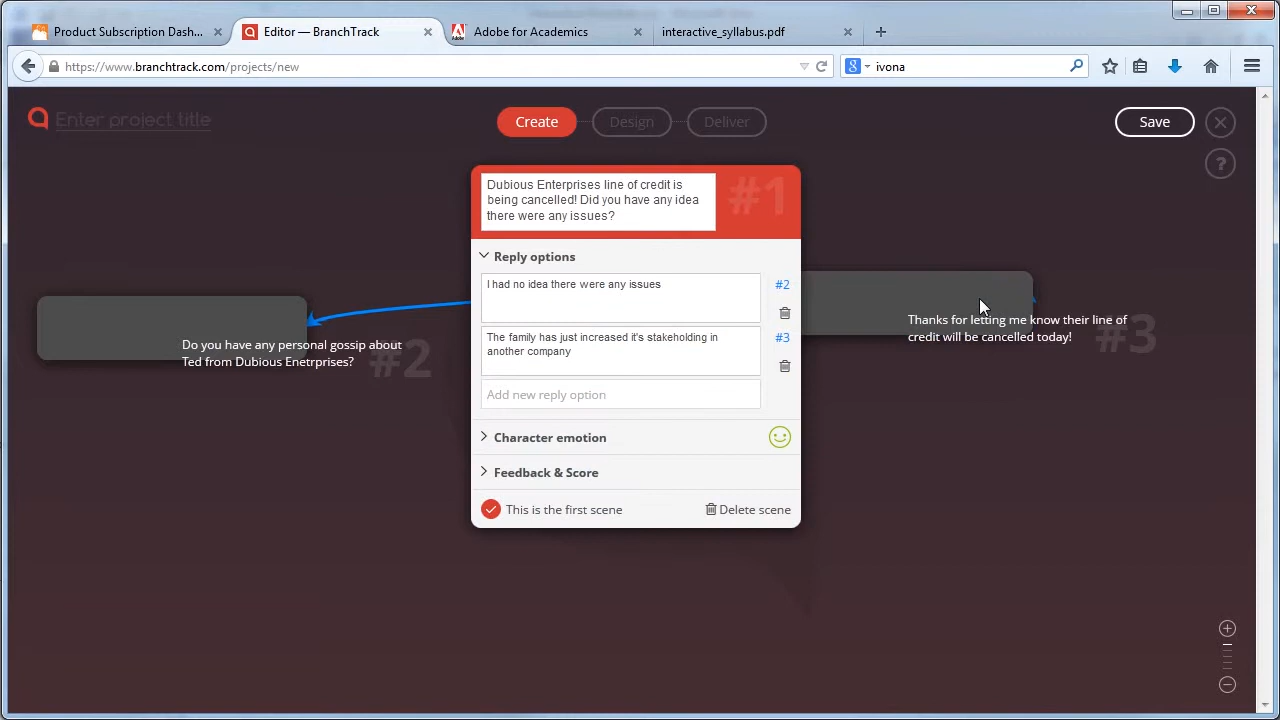 Product Subscription Dash...
Editor — BranchTrack
Adobe for Academics
interactive_syllabus.pdf
https://www.branchtrack.com/projects/new
ivona
Enter project title
Create
Design
Deliver
Save
?
Dubious Enterprises line of credit is
being cancelled! Did you have any idea
there were any issues?
#1
Reply options
I had no idea there were any issues
#2
The family has just increased it's stakeholding in
another company
#3
Add new reply option
Character emotion
Feedback & Score
This is the first scene
Delete scene
Do you have any personal gossip about
Ted from Dubious Enetrprises?
#2
Thanks for letting me know their line of
credit will be cancelled today!
#3